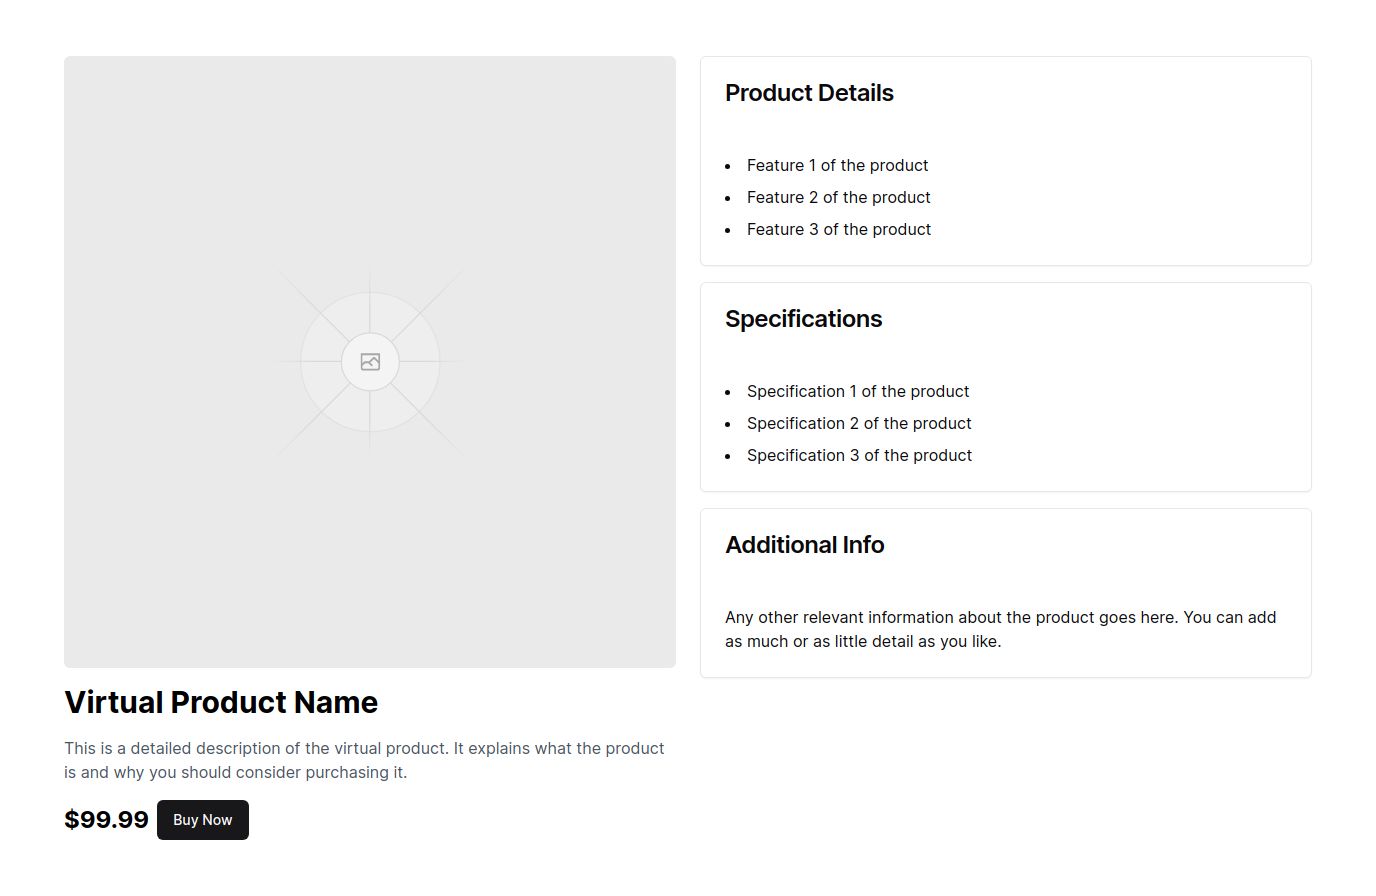 Virtual Product Name
This is a detailed description of the virtual product. It explains what the product
is and why you should consider purchasing it.
$99.99
Buy Now
Product Details
• Feature 1 of the product
• Feature 2 of the product
• Feature 3 of the product
Specifications
• Specification 1 of the product
• Specification 2 of the product
• Specification 3 of the product
Additional Info
Any other relevant information about the product goes here. You can add
as much or as little detail as you like.